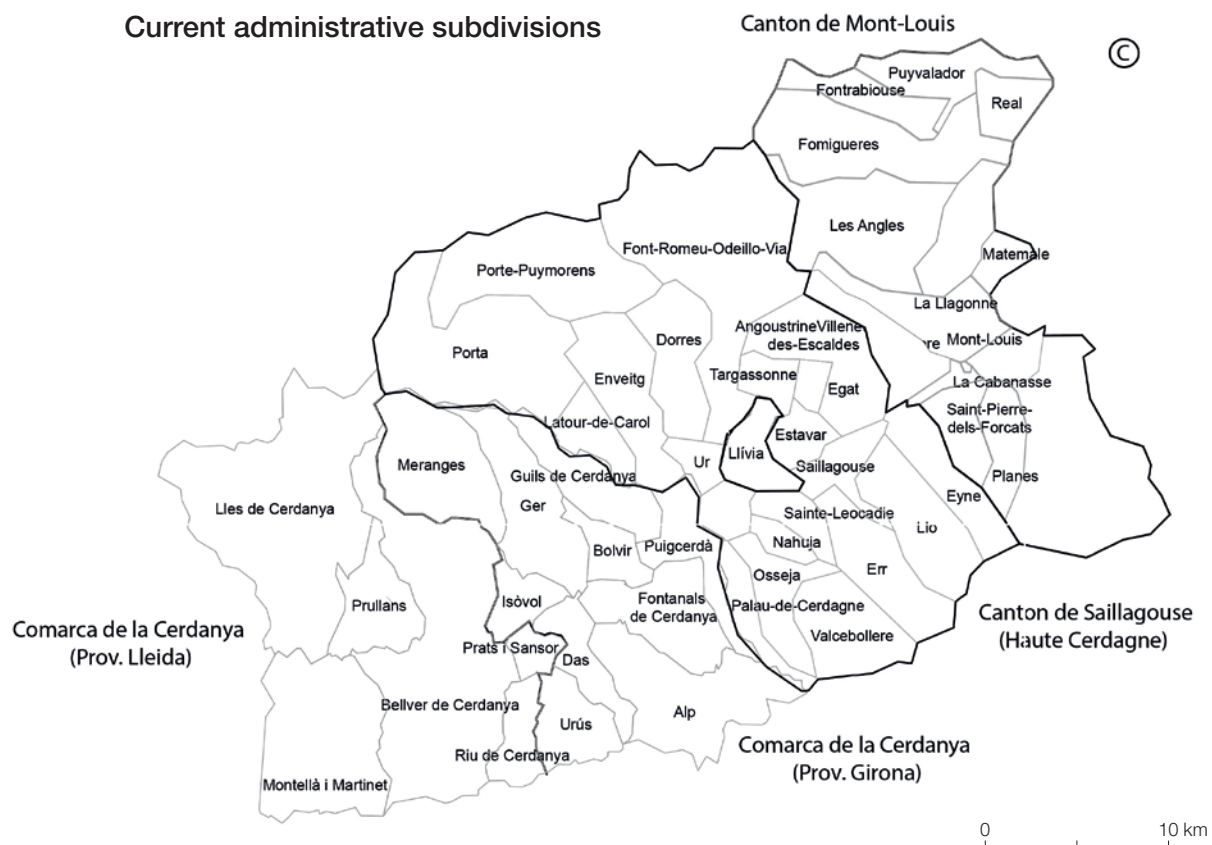 Current administrative subdivisions
Canton de Mont-Louis
C
Puyvalador
Fontrabiouse
Real
Fomigueres
Les Angles
Font-Romeu-Odeillo-Via
Matemale
Porte-Puymorens
La Llagonne
AngoustrineVillene
des-Escaldes
Dorres
Mont-Louis
Porta
Targassonne
Enveitg
La Cabanasse
Egat
Saint-Pierre-
dels-Forcats
Latour-de-Carol
Estavar
Llívia
Ur
Meranges
Saillagouse
Guils de Cerdanya
Planes
Eyne
Ger
Lles de Cerdanya
Sainte-Leocadie
Lio
Nahuja
Bolvir
Puigcerdà
Err
Osseja
Isòvol
Prullans
Fontanals
de Cerdanya
Palau-de-Cerdagne
Canton de Saillagouse
(Haute Cerdagne)
Comarca de la Cerdanya
(Prov. Lleida)
Valcebollere
Prats i Sansor
Das
Bellver de Cerdanya
Alp
Urús
Comarca de la Cerdanya
(Prov. Girona)
Riu de Cerdanya
Montellà i Martinet
0 10 km